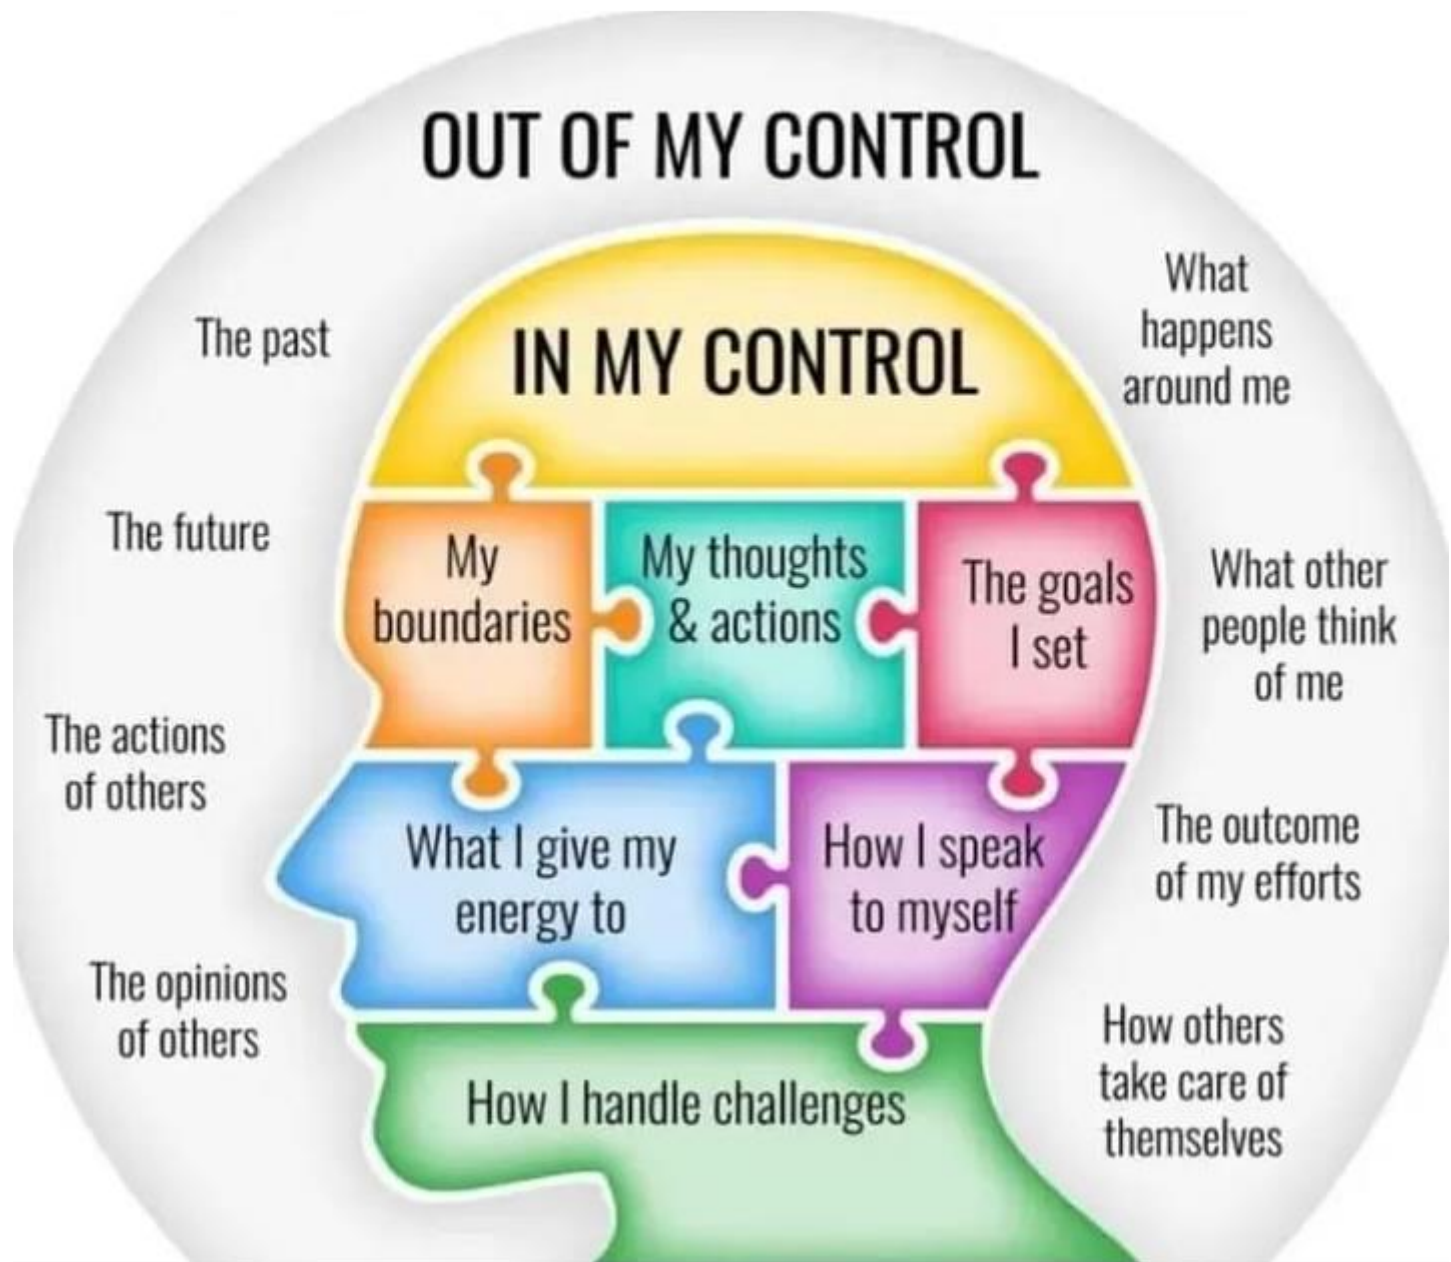 OUT OF MY CONTROL
The past
The future
The actions
of others
The opinions
of others
IN MY CONTROL
My
boundaries
My thoughts
& actions
The goals
I set
What I give my
energy to
How I speak
to myself
How I handle challenges
What
happens
around me
What other
people think
of me
The outcome
of my efforts
How others
take care of
themselves